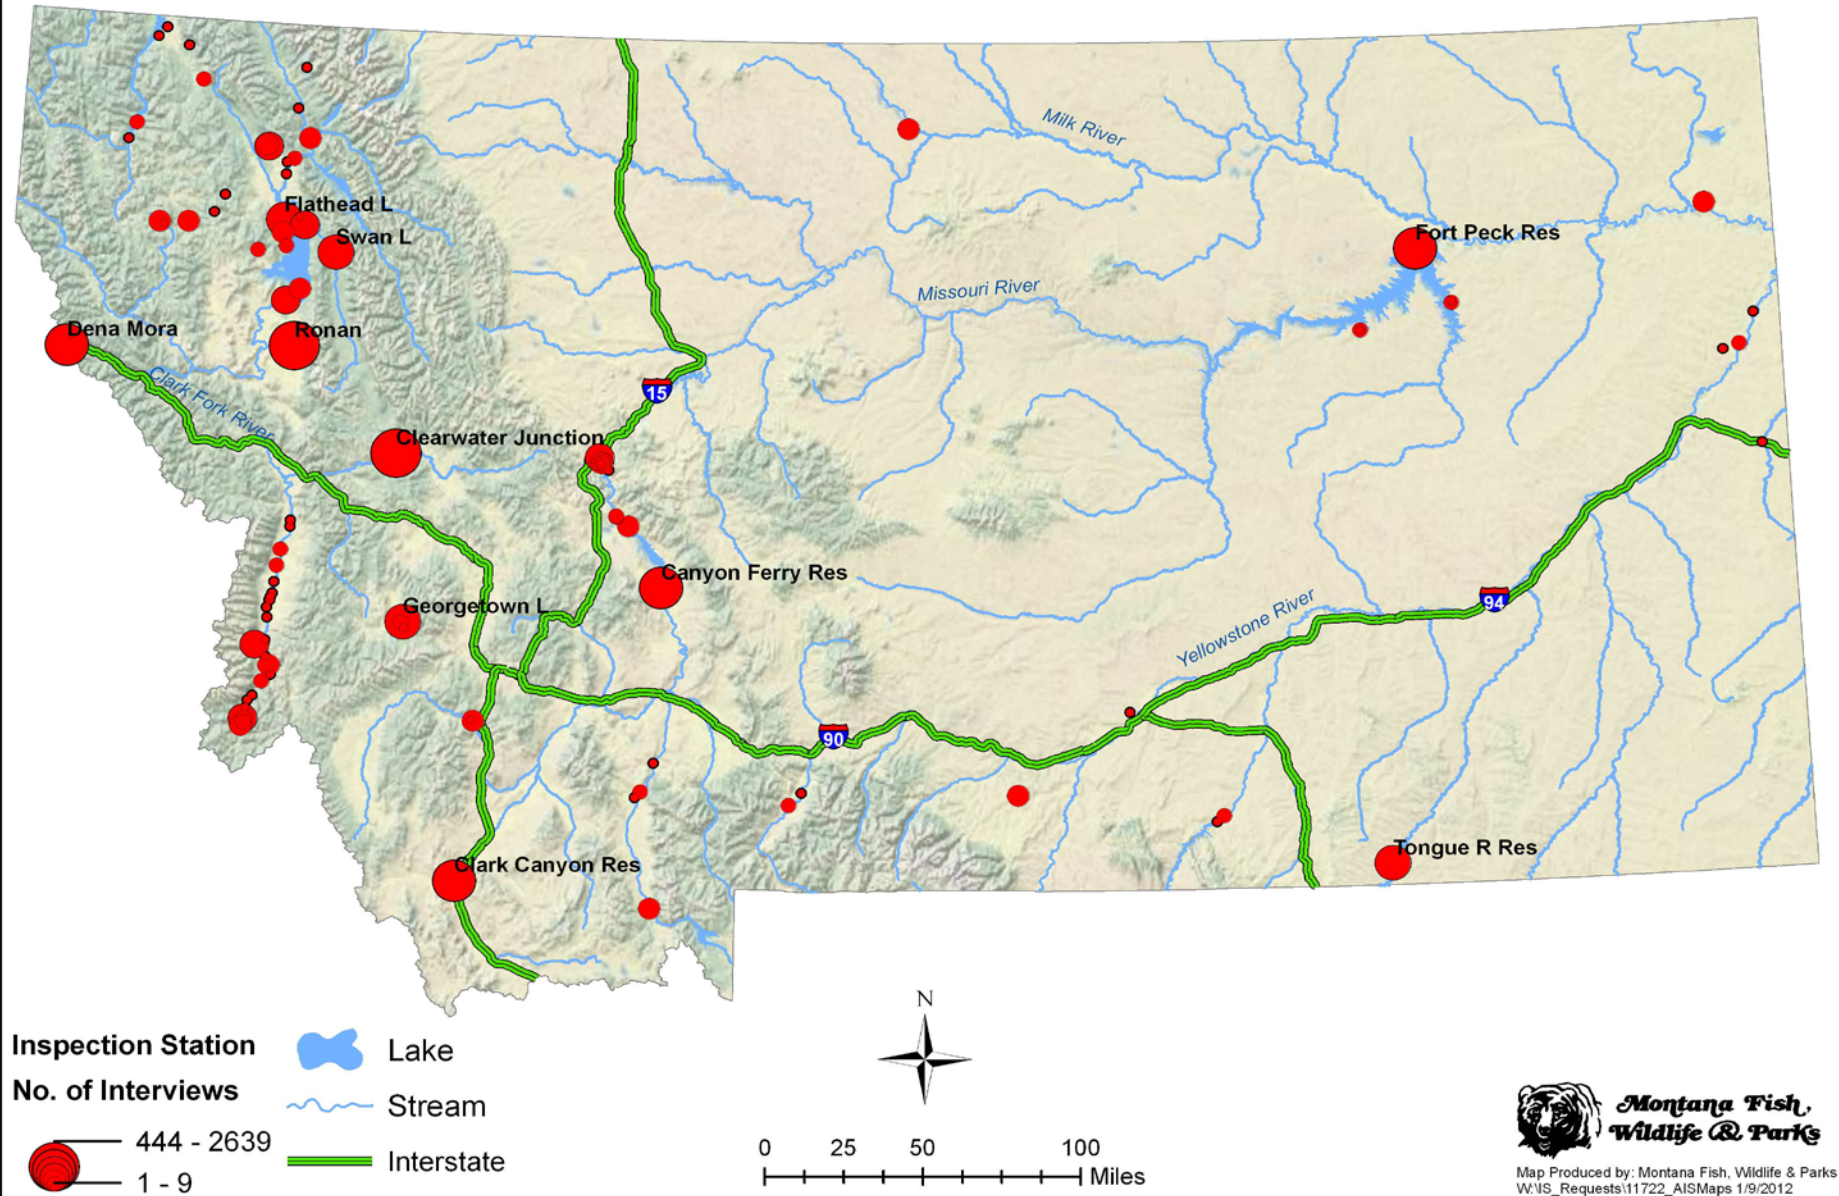 Milk River
Flathead L
Swan L
Fort Peck Res
Missouri River
Dena Mora
Ronan
Clark Fork River
15
Clearwater Junction
Canyon Ferry Res
Georgetown L
94
Yellowstone River
90
Clark Canyon Res
Tongue R Res
N
Inspection Station
No. of Interviews
444 - 2639
1 - 9
Lake
Stream
Interstate
0 25 50 100
Miles
Montana Fish,
Wildlife & Parks
Map Produced by: Montana Fish, Wildlife & Parks
W:\IS_Requests\11722_AISMaps 1/9/2012